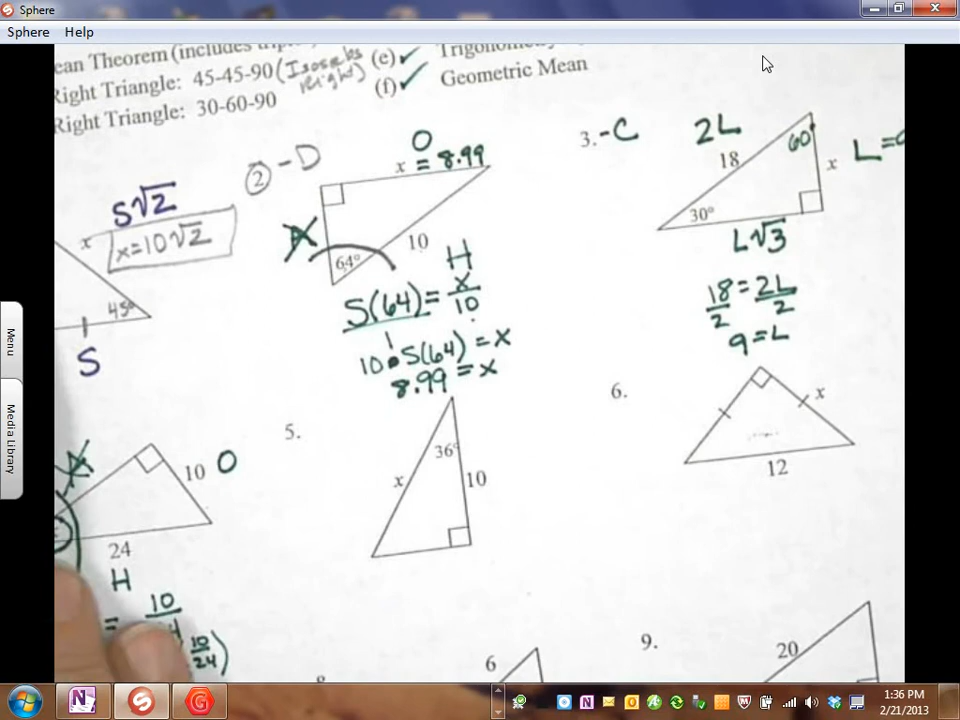 Sphere
Sphere Help
ean Theorem (includes
Right Triangle: 45-45-90 (Isosceles Right) (e) ✓
Right Triangle: 30-60-90 (f) ✓ Geometric Mean
S√2
x
x=10√2
45°
S
2 - D
O
x = 8.99
A
10
H
64°
S(64) = x/10
10 • S(64) = x
8.99 = x
3. - C
2L
18
60
x
L=
30°
L√3
18/2 = 2L/2
9 = L
A
10 O
24
H
= 10
10/24)
5.
36°
x
10
6.
x
12
6
9.
20
Menu
Media Library
1:36 PM
2/21/2013